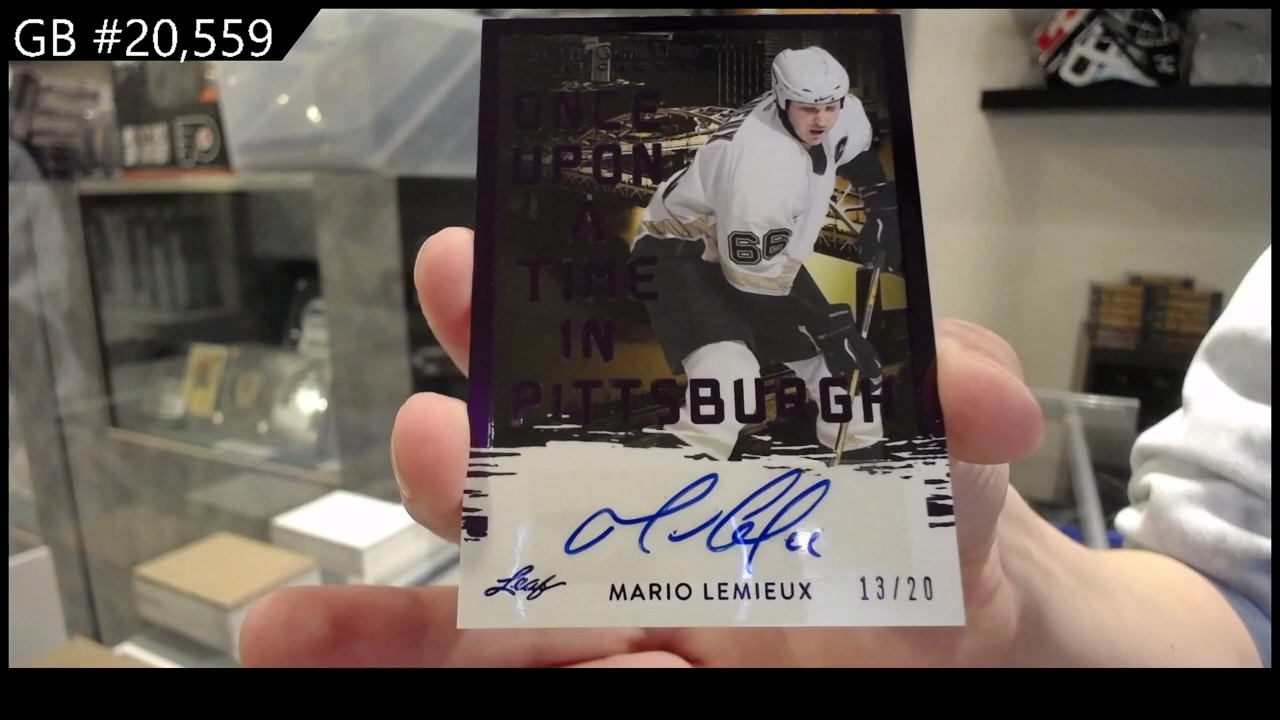 GB #20,559
ONCE
UPON
A
TIME
IN
PITTSBURGH
66
Leaf
MARIO LEMIEUX
13/20